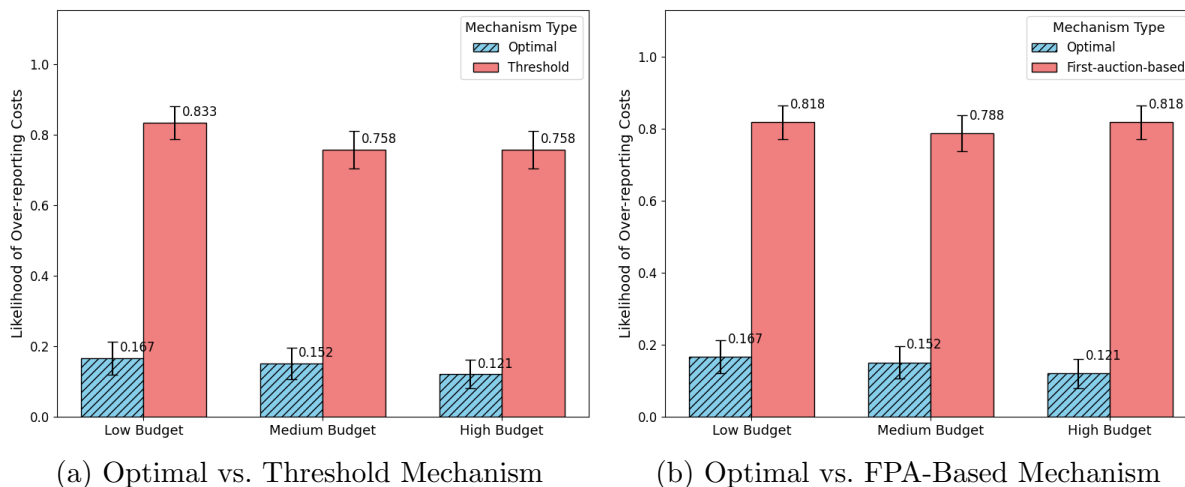 Likelihood of Over-reporting Costs
1.0
0.8
0.6
0.4
0.2
0.0
Mechanism Type
Optimal
Threshold
0.833
0.758
0.758
0.167
0.152
0.121
Low Budget
Medium Budget
High Budget
(a) Optimal vs. Threshold Mechanism
Likelihood of Over-reporting Costs
1.0
0.8
0.6
0.4
0.2
0.0
Mechanism Type
Optimal
First-auction-based
0.818
0.788
0.818
0.167
0.152
0.121
Low Budget
Medium Budget
High Budget
(b) Optimal vs. FPA-Based Mechanism